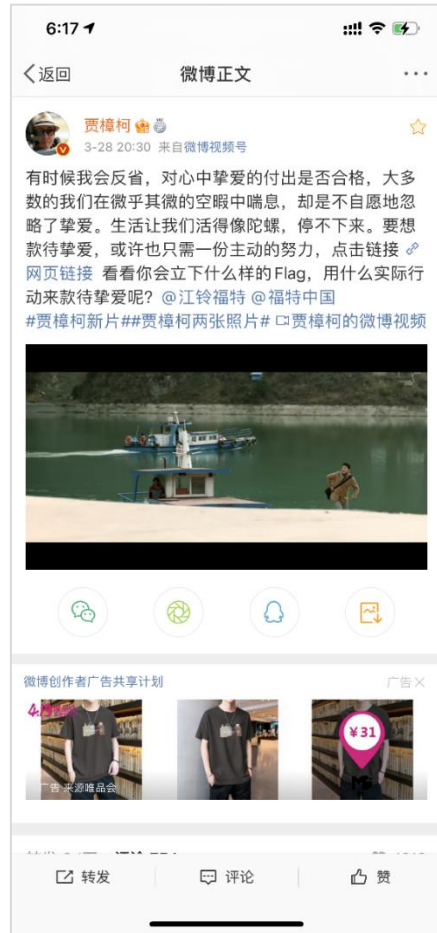 6:17
返回
微博正文
贾樟柯
3-28 20:30 来自微博视频号
有时候我会反省，对心中挚爱的付出是否合格，大多
数的我们在微乎其微的空暇中喘息，却是不自愿地忽
略了挚爱。生活让我们活得像陀螺，停不下来。要想
款待挚爱，或许也只需一份主动的努力，点击链接
网页链接 看看你会立下什么样的Flag，用什么实际行
动来款待挚爱呢？@江铃福特 @福特中国
#贾樟柯新片##贾樟柯两张照片# 贾樟柯的微博视频
微博创作者广告共享计划
广告
广告 来源唯品会
¥31
转发
评论
赞